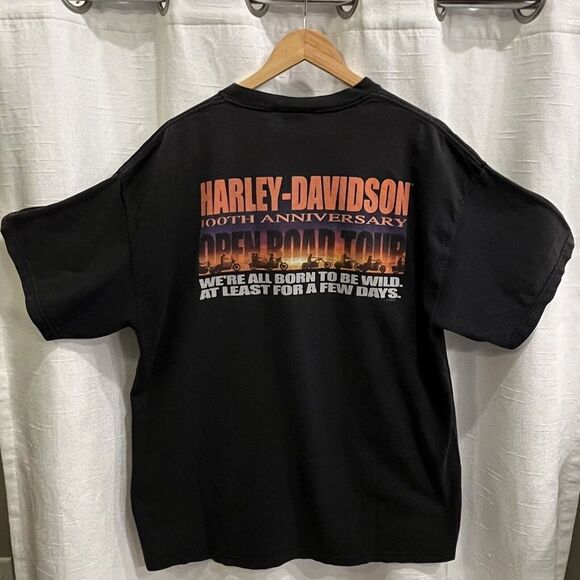 HARLEY-DAVIDSON
100TH ANNIVERSARY
OPEN ROAD TOUR
WE'RE ALL BORN TO BE WILD.
AT LEAST FOR A FEW DAYS.